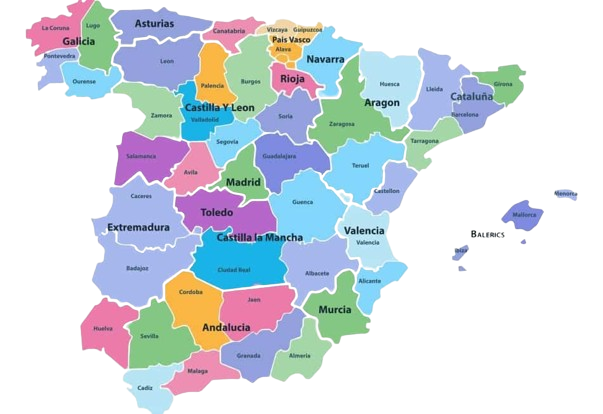 La Coruna
Lugo
Asturias
Canatabria
Vizcaya Guipuzcoa
Pais Vasco
Alava
Galicia
Pontevedra
Ourense
Leon
Palencia
Burgos
Rioja
Navarra
Huesca
Lleida
Girona
Cataluña
Barcelona
Aragon
Castilla Y Leon
Valladolid
Zamora
Soria
Zaragoza
Tarragona
Segovia
Salamanca
Avila
Guadalajara
Teruel
Madrid
Castellon
Menorca
Mallorca
Caceres
Toledo
Guenca
Extremadura
Castilla la Mancha
Valencia
Valencia
BALERICS
Badajos
Ciudad Real
Albacete
Alicante
Cordoba
Jaen
Murcia
Huelva
Sevilla
Andalucia
Granada
Almeria
Malaga
Cadiz